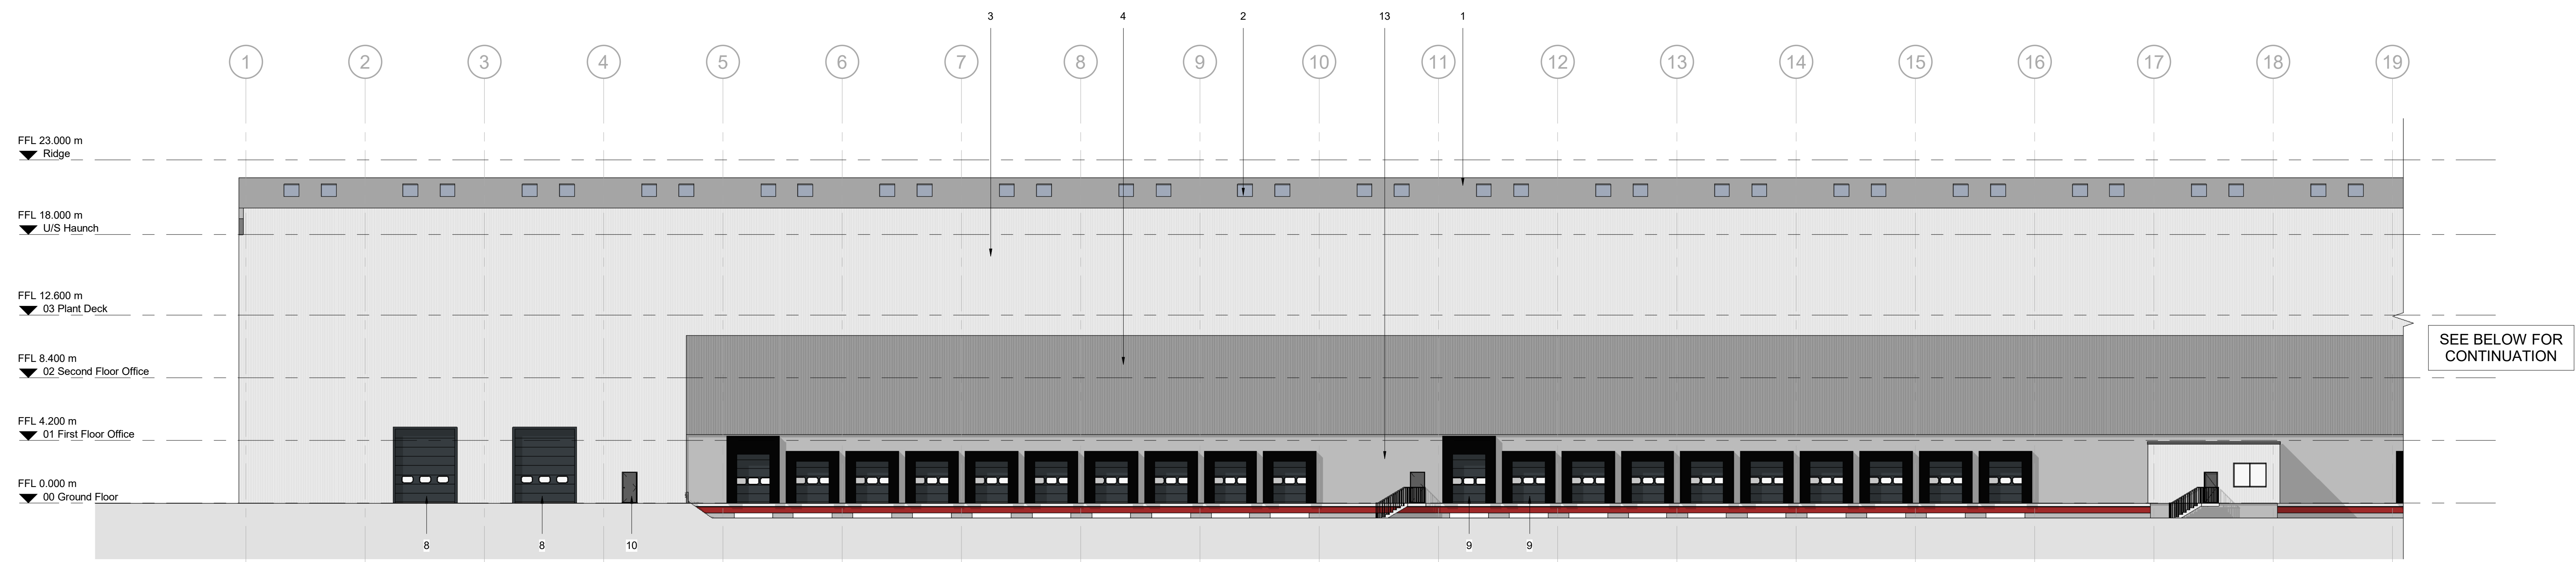 3 4 2 13 1
1 2 3 4 5 6 7 8 9 10 11 12 13 14 15 16 17 18 19
FFL 23.000 m
Ridge
FFL 18.000 m
U/S Haunch
FFL 12.600 m
03 Plant Deck
SEE BELOW FOR
CONTINUATION
FFL 8.400 m
02 Second Floor Office
FFL 4.200 m
01 First Floor Office
FFL 0.000 m
00 Ground Floor
8 8 10 9 9